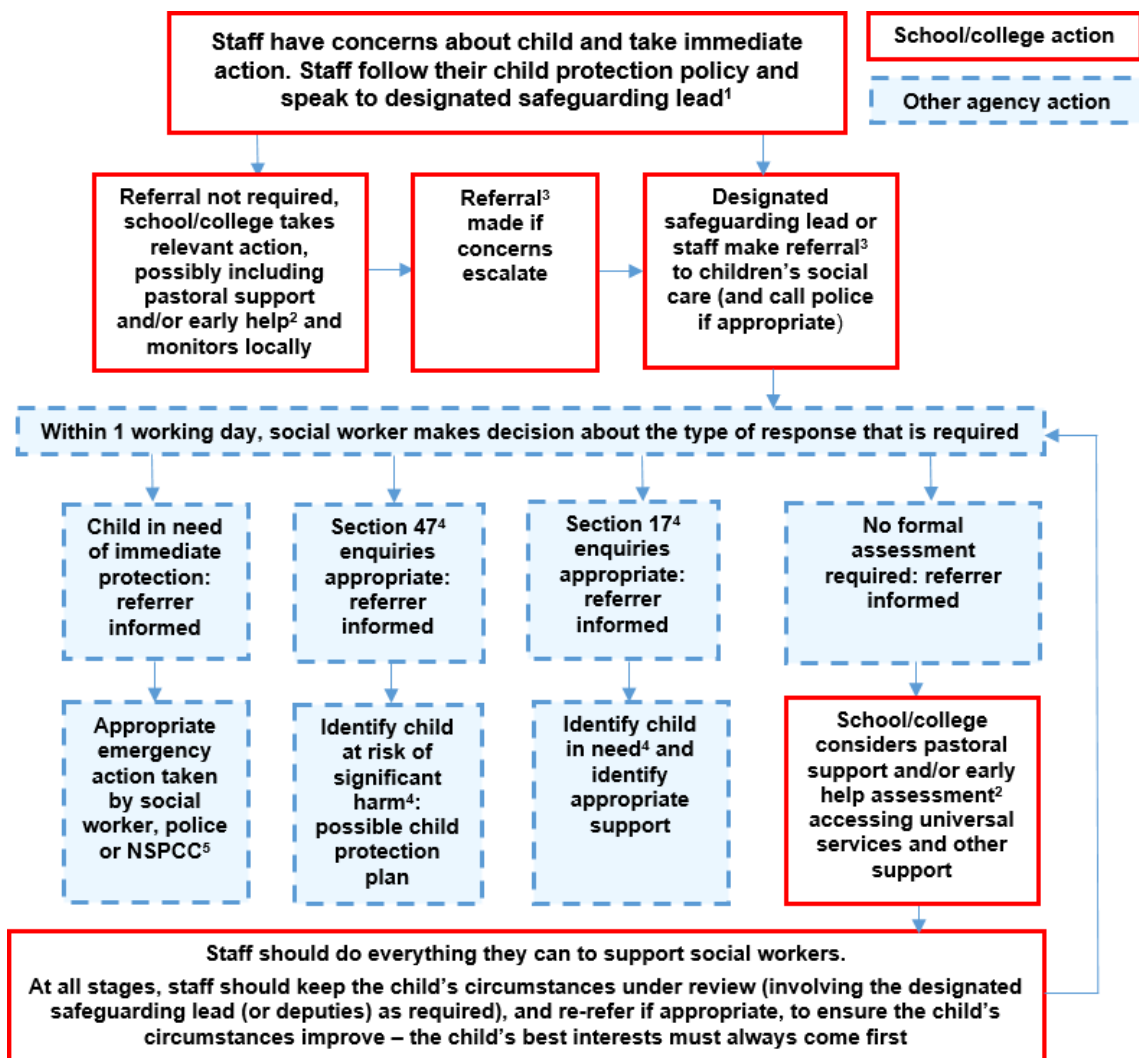 Staff have concerns about child and take immediate
action. Staff follow their child protection policy and
speak to designated safeguarding lead¹
School/college action
Other agency action
Referral not required,
school/college takes
relevant action,
possibly including
pastoral support
and/or early help² and
monitors locally
Referral³
made if
concerns
escalate
Designated
safeguarding lead or
staff make referral³
to children’s social
care (and call police
if appropriate)
Within 1 working day, social worker makes decision about the type of response that is required
Child in need
of immediate
protection:
referrer
informed
Section 47⁴
enquiries
appropriate:
referrer
informed
Section 17⁴
enquiries
appropriate:
referrer
informed
No formal
assessment
required: referrer
informed
Appropriate
emergency
action taken
by social
worker, police
or NSPCC⁵
Identify child
at risk of
significant
harm⁴:
possible child
protection
plan
Identify child
in need⁴ and
identify
appropriate
support
School/college
considers pastoral
support and/or early
help assessment²
accessing universal
services and other
support
Staff should do everything they can to support social workers.
At all stages, staff should keep the child’s circumstances under review (involving the designated
safeguarding lead (or deputies) as required), and re-refer if appropriate, to ensure the child’s
circumstances improve – the child’s best interests must always come first